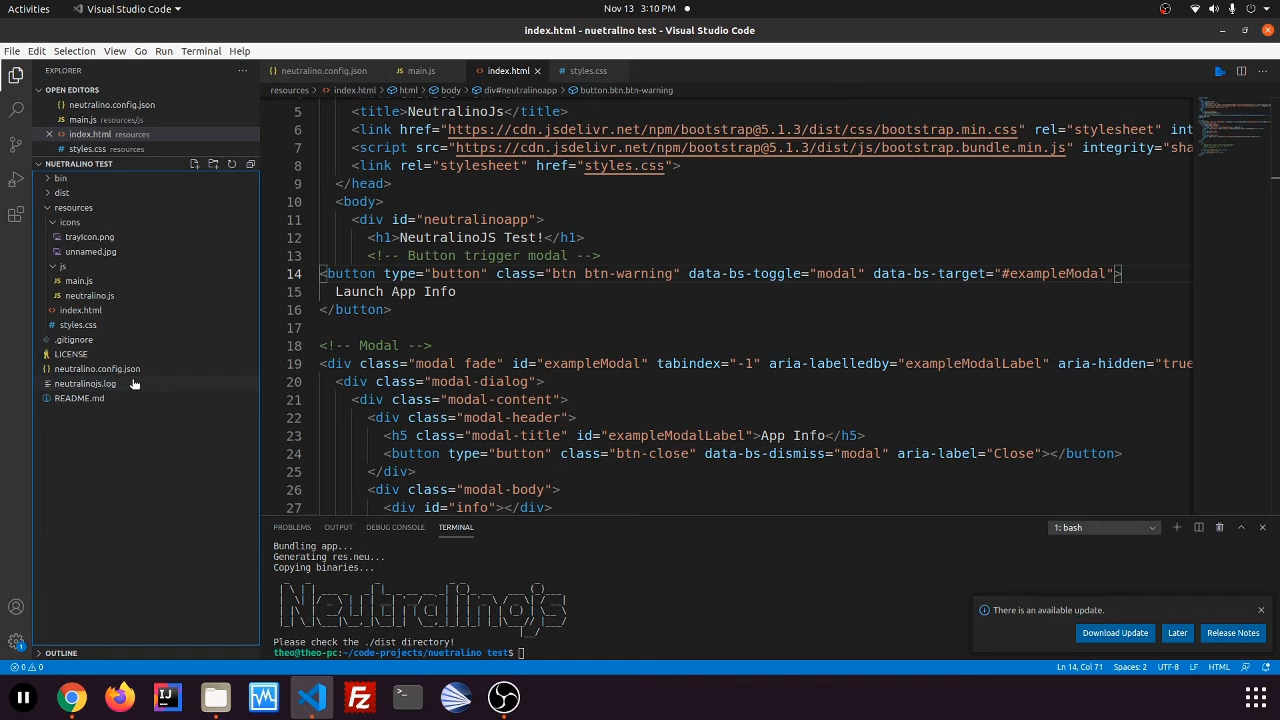 Activities
Visual Studio Code
Nov 13 3:10 PM
index.html - nuetralino test - Visual Studio Code
File Edit Selection View Go Run Terminal Help
EXPLORER
OPEN EDITORS
neutralino.config.json
main.js resources/js
index.html resources
styles.css resources
NUETRALINO TEST
bin
dist
resources
icons
trayIcon.png
unnamed.jpg
js
main.js
neutralino.js
index.html
styles.css
.gitignore
LICENSE
neutralino.config.json
neutralinojs.log
README.md
OUTLINE
neutralino.config.json
main.js
index.html
styles.css
resources > index.html > html > body > div#neutralinoapp > button.btn.btn-warning
5 <title>NeutralinoJs</title>
6 <link href="https://cdn.jsdelivr.net/npm/bootstrap@5.1.3/dist/css/bootstrap.min.css" rel="stylesheet" int
7 <script src="https://cdn.jsdelivr.net/npm/bootstrap@5.1.3/dist/js/bootstrap.bundle.min.js" integrity="sha
8 <link rel="stylesheet" href="styles.css">
9 </head>
10 <body>
11 <div id="neutralinoapp">
12 <h1>NeutralinoJS Test!</h1>
13 <!-- Button trigger modal -->
14 <button type="button" class="btn btn-warning" data-bs-toggle="modal" data-bs-target="#exampleModal">
15 Launch App Info
16 </button>
17
18 <!-- Modal -->
19 <div class="modal fade" id="exampleModal" tabindex="-1" aria-labelledby="exampleModalLabel" aria-hidden="true
20 <div class="modal-dialog">
21 <div class="modal-content">
22 <div class="modal-header">
23 <h5 class="modal-title" id="exampleModalLabel">App Info</h5>
24 <button type="button" class="btn-close" data-bs-dismiss="modal" aria-label="Close"></button>
25 </div>
26 <div class="modal-body">
27 <div id="info"></div>
PROBLEMS OUTPUT DEBUG CONSOLE TERMINAL
1: bash
Bundling app...
Generating res.neu...
Copying binaries...
Neutralinojs
Please check the ./dist directory!
theo@theo-pc:~/code-projects/nuetralino test$
There is an available update.
Download Update Later Release Notes
0 0
Ln 14, Col 71 Spaces: 2 UTF-8 LF HTML